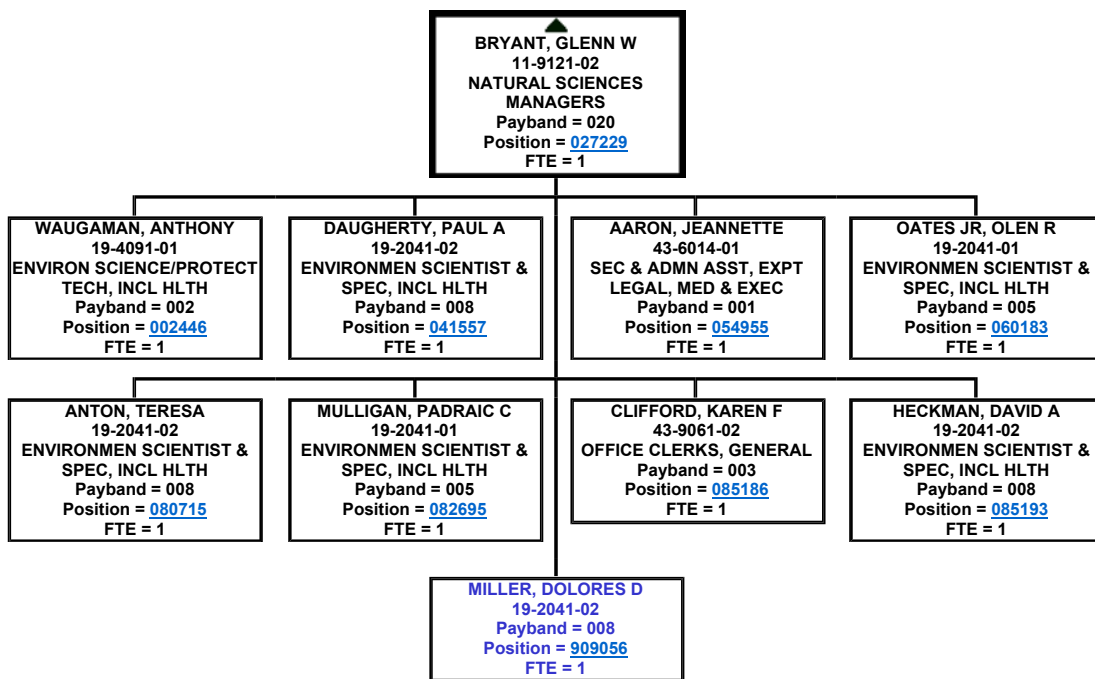 BRYANT, GLENN W
11-9121-02
NATURAL SCIENCES
MANAGERS
Payband = 020
Position = 027229
FTE = 1
WAUGAMAN, ANTHONY
19-4091-01
ENVIRON SCIENCE/PROTECT
TECH, INCL HLTH
Payband = 002
Position = 002446
FTE = 1
DAUGHERTY, PAUL A
19-2041-02
ENVIRONMEN SCIENTIST &
SPEC, INCL HLTH
Payband = 008
Position = 041557
FTE = 1
AARON, JEANNETTE
43-6014-01
SEC & ADMN ASST, EXPT
LEGAL, MED & EXEC
Payband = 001
Position = 054955
FTE = 1
OATES JR, OLEN R
19-2041-01
ENVIRONMEN SCIENTIST &
SPEC, INCL HLTH
Payband = 005
Position = 060183
FTE = 1
ANTON, TERESA
19-2041-02
ENVIRONMEN SCIENTIST &
SPEC, INCL HLTH
Payband = 008
Position = 080715
FTE = 1
MULLIGAN, PADRAIC C
19-2041-01
ENVIRONMEN SCIENTIST &
SPEC, INCL HLTH
Payband = 005
Position = 082695
FTE = 1
CLIFFORD, KAREN F
43-9061-02
OFFICE CLERKS, GENERAL
Payband = 003
Position = 085186
FTE = 1
HECKMAN, DAVID A
19-2041-02
ENVIRONMEN SCIENTIST &
SPEC, INCL HLTH
Payband = 008
Position = 085193
FTE = 1
MILLER, DOLORES D
19-2041-02
Payband = 008
Position = 909056
FTE = 1